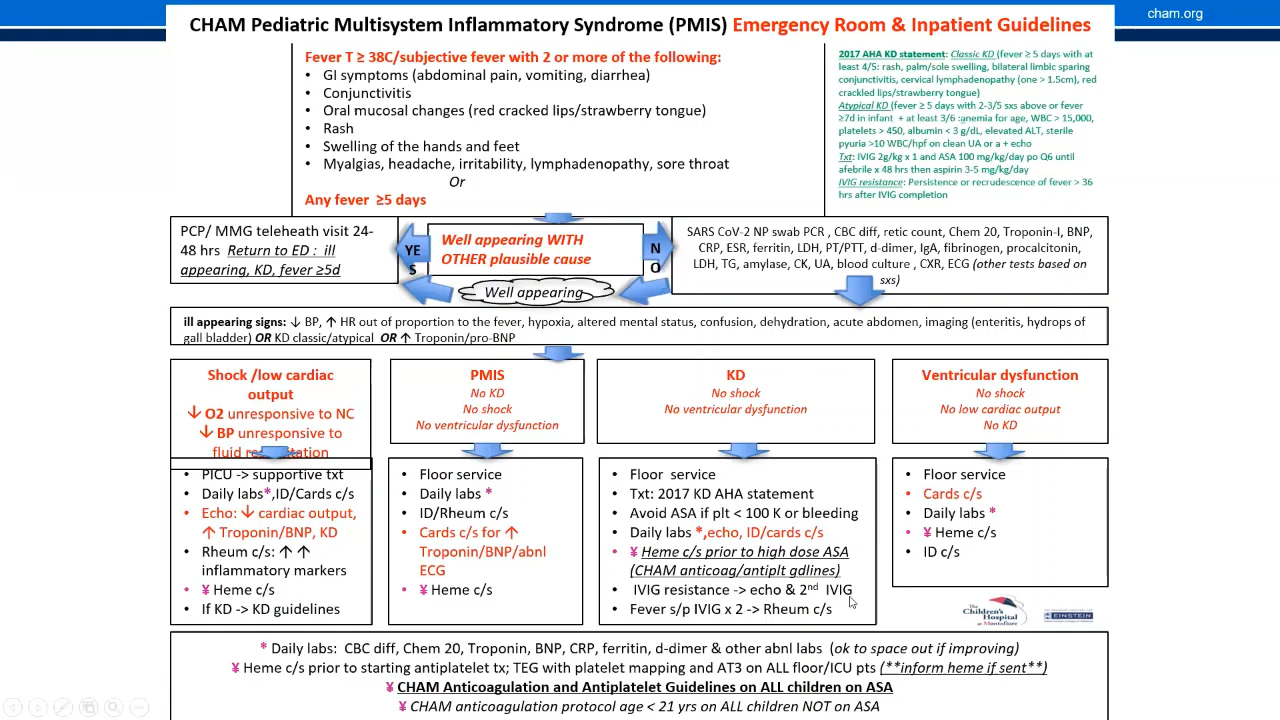 cham.org
CHAM Pediatric Multisystem Inflammatory Syndrome (PMIS) Emergency Room & Inpatient Guidelines
Fever T ≥ 38C/subjective fever with 2 or more of the following:
• GI symptoms (abdominal pain, vomiting, diarrhea)
• Conjunctivitis
• Oral mucosal changes (red cracked lips/strawberry tongue)
• Rash
• Swelling of the hands and feet
• Myalgias, headache, irritability, lymphadenopathy, sore throat
Or
Any fever ≥5 days
2017 AHA KD statement: Classic KD (fever ≥ 5 days with at
least 4/5: rash, palm/sole swelling, bilateral limbic sparing
conjunctivitis, cervical lymphadenopathy (one > 1.5cm), red
crackled lips/strawberry tongue)
Atypical KD (fever ≥ 5 days with 2-3/5 sxs above or fever
≥7d in infant + at least 3/6 :anemia for age, WBC > 15,000,
platelets > 450, albumin < 3 g/dL, elevated ALT, sterile
pyuria >10 WBC/hpf on clean UA or a + echo
Txt: IVIG 2g/kg x 1 and ASA 100 mg/kg/day po Q6 until
afebrile x 48 hrs then aspirin 3-5 mg/kg/day
IVIG resistance: Persistence or recrudescence of fever > 36
hrs after IVIG completion
PCP/ MMG teleheath visit 24-
48 hrs Return to ED : ill
appearing, KD, fever ≥5d
YE
S
Well appearing WITH
OTHER plausible cause
N
O
Well appearing
SARS CoV-2 NP swab PCR , CBC diff, retic count, Chem 20, Troponin-I, BNP,
CRP, ESR, ferritin, LDH, PT/PTT, d-dimer, IgA, fibrinogen, procalcitonin,
LDH, TG, amylase, CK, UA, blood culture , CXR, ECG (other tests based on
sxs)
ill appearing signs: ↓ BP, ↑ HR out of proportion to the fever, hypoxia, altered mental status, confusion, dehydration, acute abdomen, imaging (enteritis, hydrops of
gall bladder) OR KD classic/atypical OR ↑ Troponin/pro-BNP
Shock /low cardiac
output
↓ O2 unresponsive to NC
↓ BP unresponsive to
fluid
• PICU -> supportive txt
• Daily labs*,ID/Cards c/s
• Echo: ↓ cardiac output,
↑ Troponin/BNP, KD
• Rheum c/s: ↑ ↑
inflammatory markers
• ¥ Heme c/s
• If KD -> KD guidelines
PMIS
No KD
No shock
No ventricular dysfunction
• Floor service
• Daily labs *
• ID/Rheum c/s
• Cards c/s for ↑
Troponin/BNP/abnl
ECG
• ¥ Heme c/s
KD
No shock
No ventricular dysfunction
• Floor service
• Txt: 2017 KD AHA statement
• Avoid ASA if plt < 100 K or bleeding
• Daily labs *,echo, ID/cards c/s
• ¥ Heme c/s prior to high dose ASA
(CHAM anticoag/antiplt gdlines)
• IVIG resistance -> echo & 2nd IVIG
• Fever s/p IVIG x 2 -> Rheum c/s
Ventricular dysfunction
No shock
No low cardiac output
No KD
• Floor service
• Cards c/s
• Daily labs *
• ¥ Heme c/s
• ID c/s
The
Children's
Hospital
at Montefiore
EINSTEIN
* Daily labs: CBC diff, Chem 20, Troponin, BNP, CRP, ferritin, d-dimer & other abnl labs (ok to space out if improving)
¥ Heme c/s prior to starting antiplatelet tx; TEG with platelet mapping and AT3 on ALL floor/ICU pts (**inform heme if sent**)
¥ CHAM Anticoagulation and Antiplatelet Guidelines on ALL children on ASA
¥ CHAM anticoagulation protocol age < 21 yrs on ALL children NOT on ASA